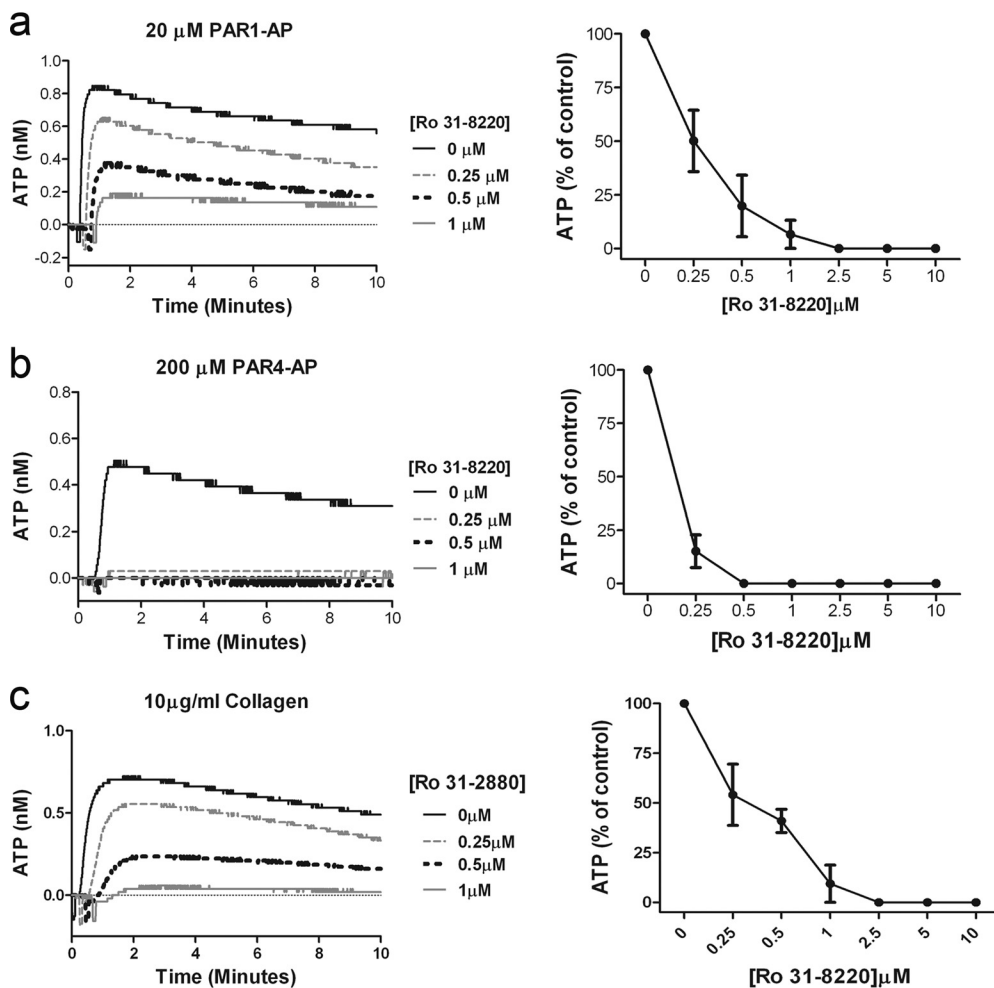 a
20 μM PAR1-AP
ATP (nM)
1.0
0.8
0.6
0.4
0.2
0.0
-0.2
0 2 4 6 8 10
Time (Minutes)
[Ro 31-8220]
0 μM
0.25 μM
0.5 μM
1 μM
ATP (% of control)
100
75
50
25
0
0 0.25 0.5 1 2.5 5 10
[Ro 31-8220]μM
b
200 μM PAR4-AP
ATP (nM)
0.8
0.6
0.4
0.2
0.0
0 2 4 6 8 10
Time (Minutes)
[Ro 31-8220]
0 μM
0.25 μM
0.5 μM
1 μM
ATP (% of control)
100
75
50
25
0
0 0.25 0.5 1 2.5 5 10
[Ro 31-8220]μM
c
10μg/ml Collagen
ATP (nM)
1.0
0.5
0.0
0 2 4 6 8 10
Time (Minutes)
[Ro 31-2880]
0μM
0.25μM
0.5μM
1μM
ATP (% of control)
100
75
50
25
0
0 0.25 0.5 1 2.5 5 10
[Ro 31-8220]μM